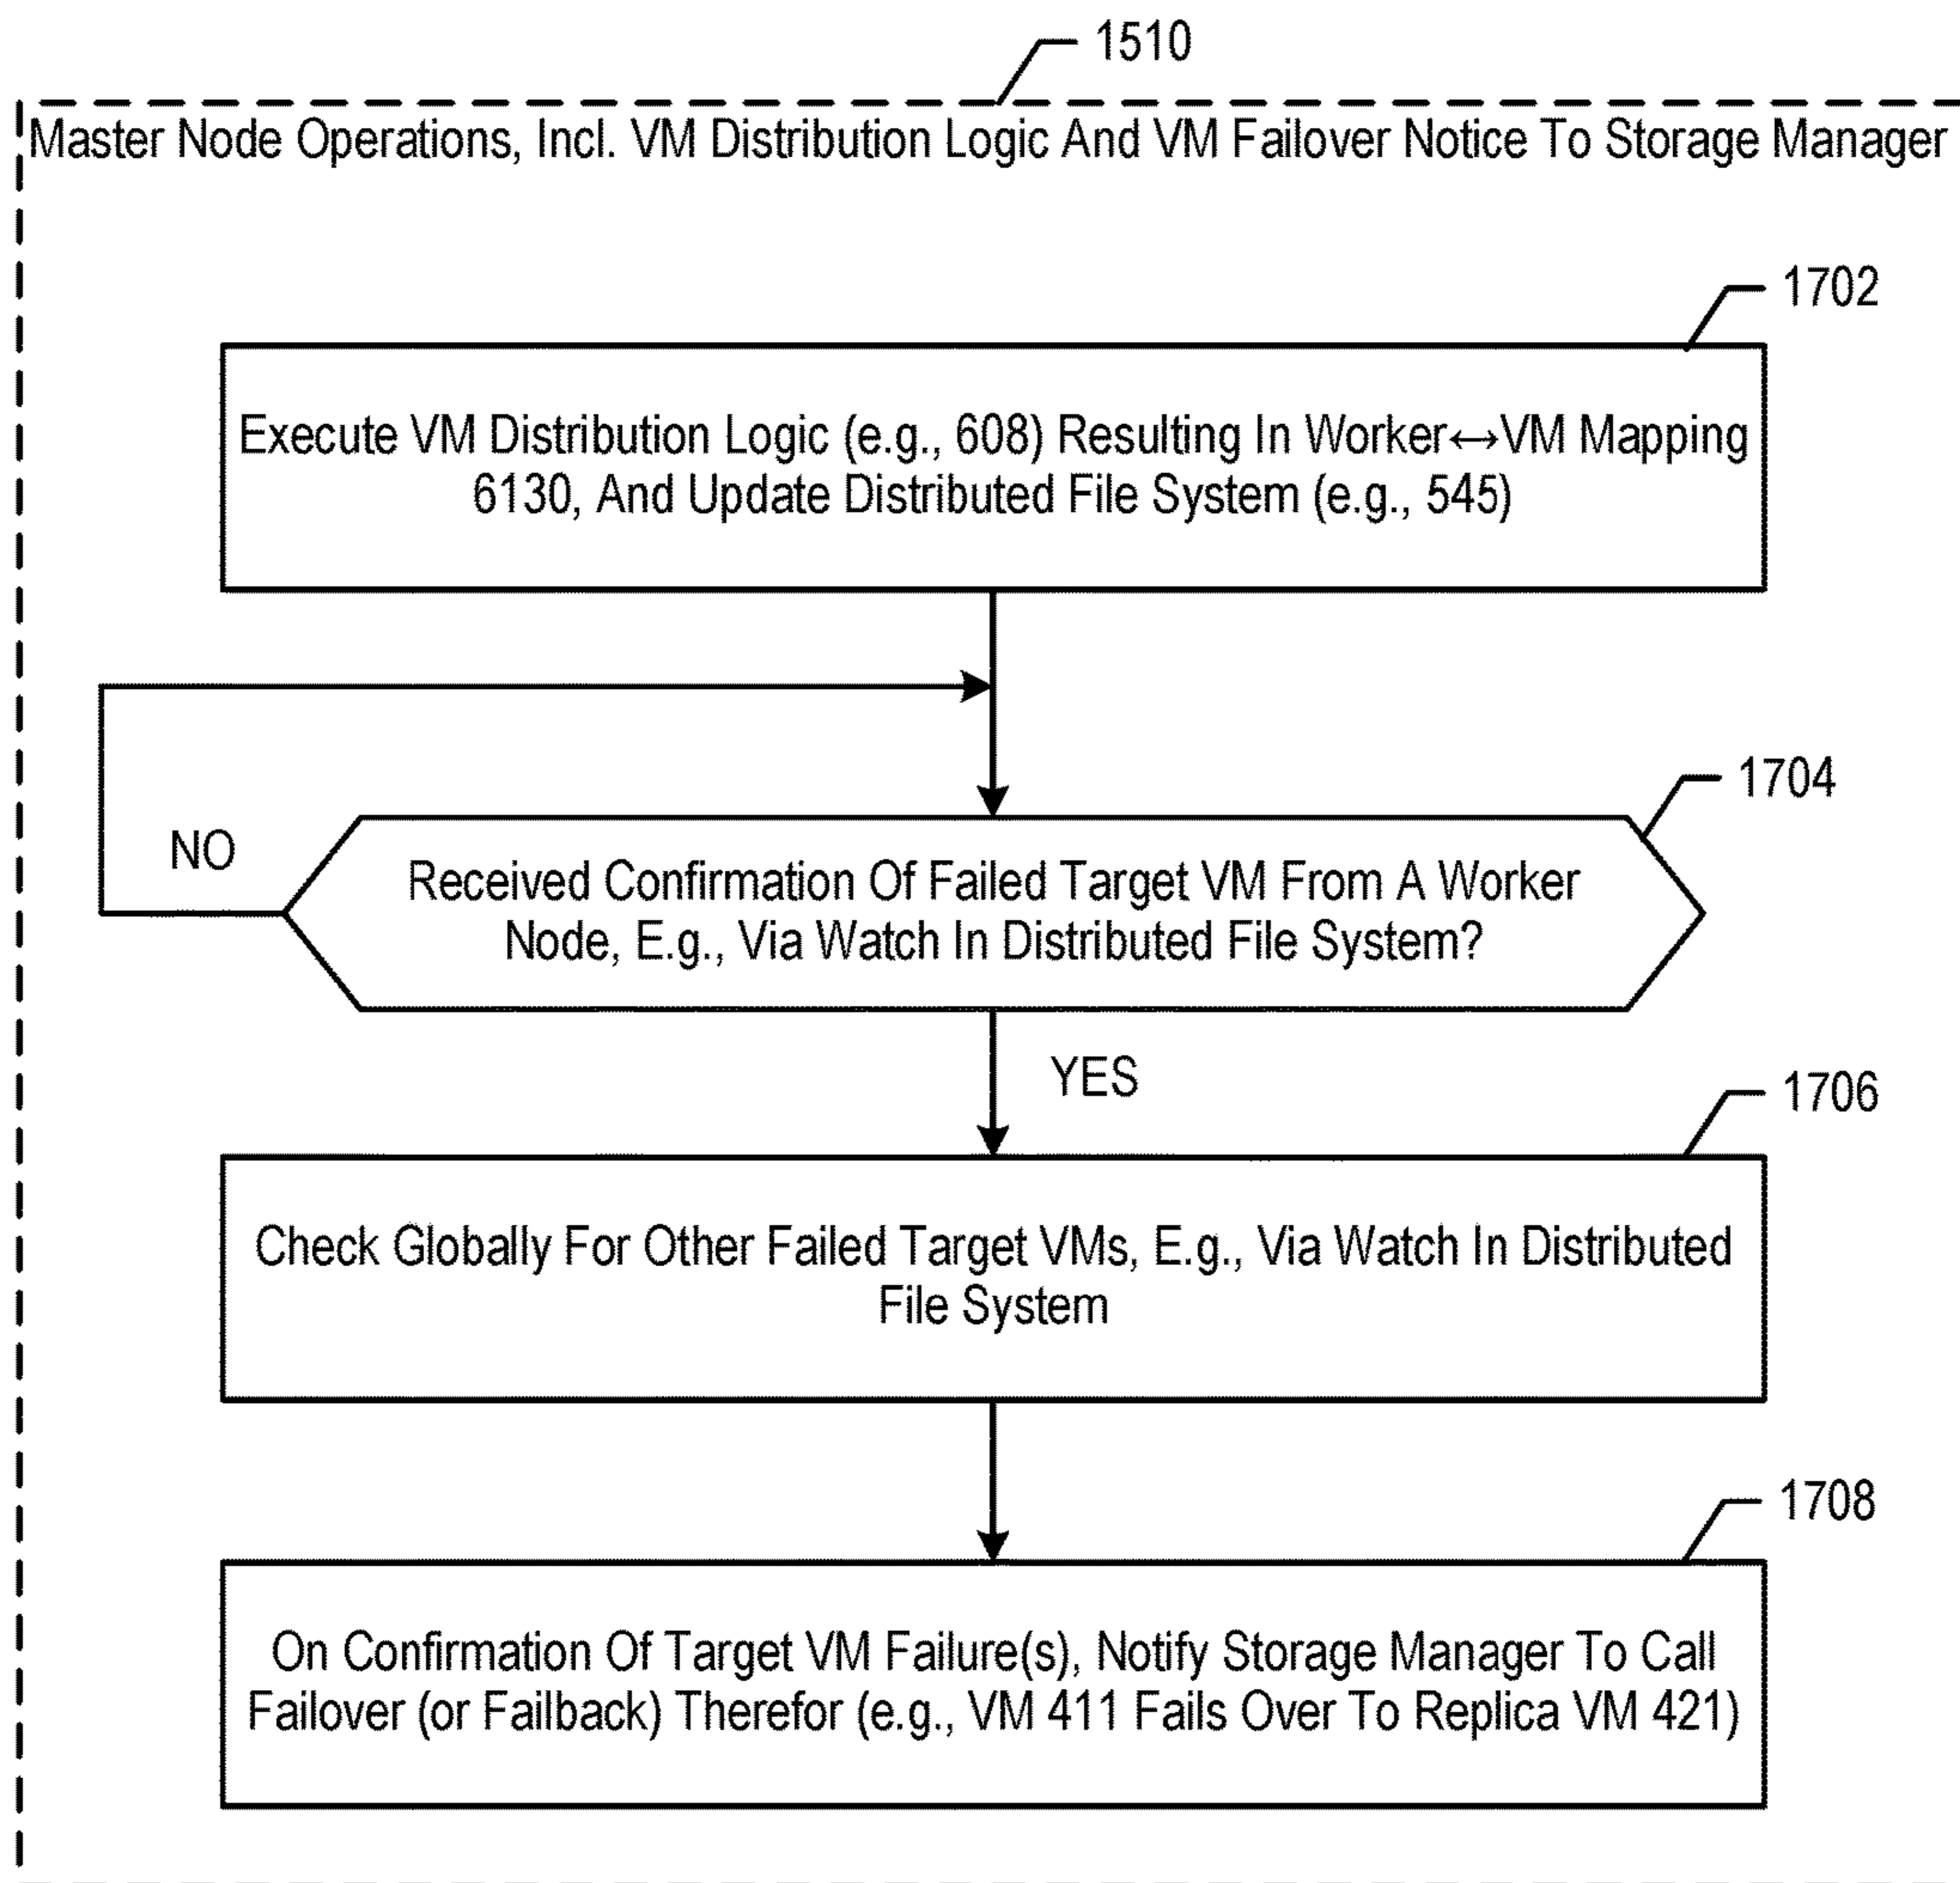 1510
Master Node Operations, Incl. VM Distribution Logic And VM Failover Notice To Storage Manager
1702
Execute VM Distribution Logic (e.g., 608) Resulting In Worker↔VM Mapping
6130, And Update Distributed File System (e.g., 545)
1704
NO
Received Confirmation Of Failed Target VM From A Worker
Node, E.g., Via Watch In Distributed File System?
YES
1706
Check Globally For Other Failed Target VMs, E.g., Via Watch In Distributed
File System
1708
On Confirmation Of Target VM Failure(s), Notify Storage Manager To Call
Failover (or Failback) Therefor (e.g., VM 411 Fails Over To Replica VM 421)